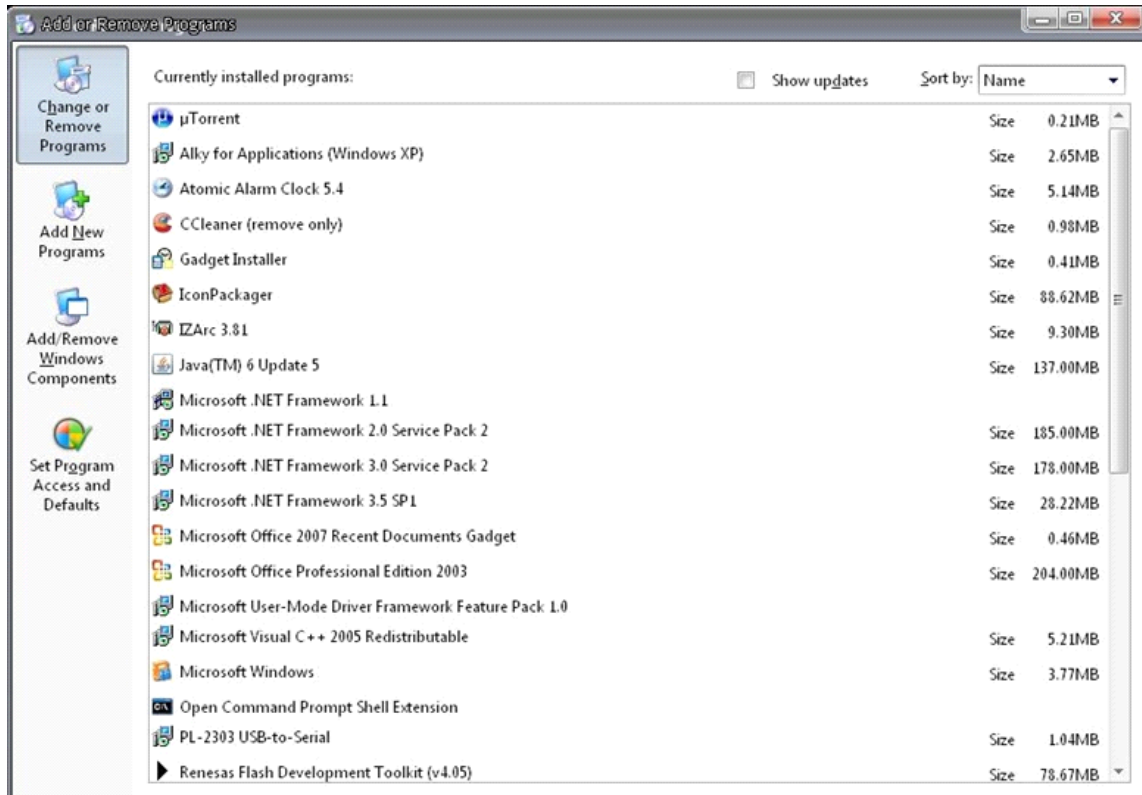 Add or Remove Programs
Change or
Remove
Programs
Add New
Programs
Add/Remove
Windows
Components
Set Program
Access and
Defaults
Currently installed programs:
Show updates
Sort by: Name
µTorrent Size 0.21MB
Alky for Applications (Windows XP) Size 2.65MB
Atomic Alarm Clock 5.4 Size 5.14MB
CCleaner (remove only) Size 0.98MB
Gadget Installer Size 0.41MB
IconPackager Size 88.62MB
IZArc 3.81 Size 9.30MB
Java(TM) 6 Update 5 Size 137.00MB
Microsoft .NET Framework 1.1
Microsoft .NET Framework 2.0 Service Pack 2 Size 185.00MB
Microsoft .NET Framework 3.0 Service Pack 2 Size 178.00MB
Microsoft .NET Framework 3.5 SP1 Size 28.22MB
Microsoft Office 2007 Recent Documents Gadget Size 0.46MB
Microsoft Office Professional Edition 2003 Size 204.00MB
Microsoft User-Mode Driver Framework Feature Pack 1.0
Microsoft Visual C++ 2005 Redistributable Size 5.21MB
Microsoft Windows Size 3.77MB
Open Command Prompt Shell Extension
PL-2303 USB-to-Serial Size 1.04MB
Renesas Flash Development Toolkit (v4.05) Size 78.67MB